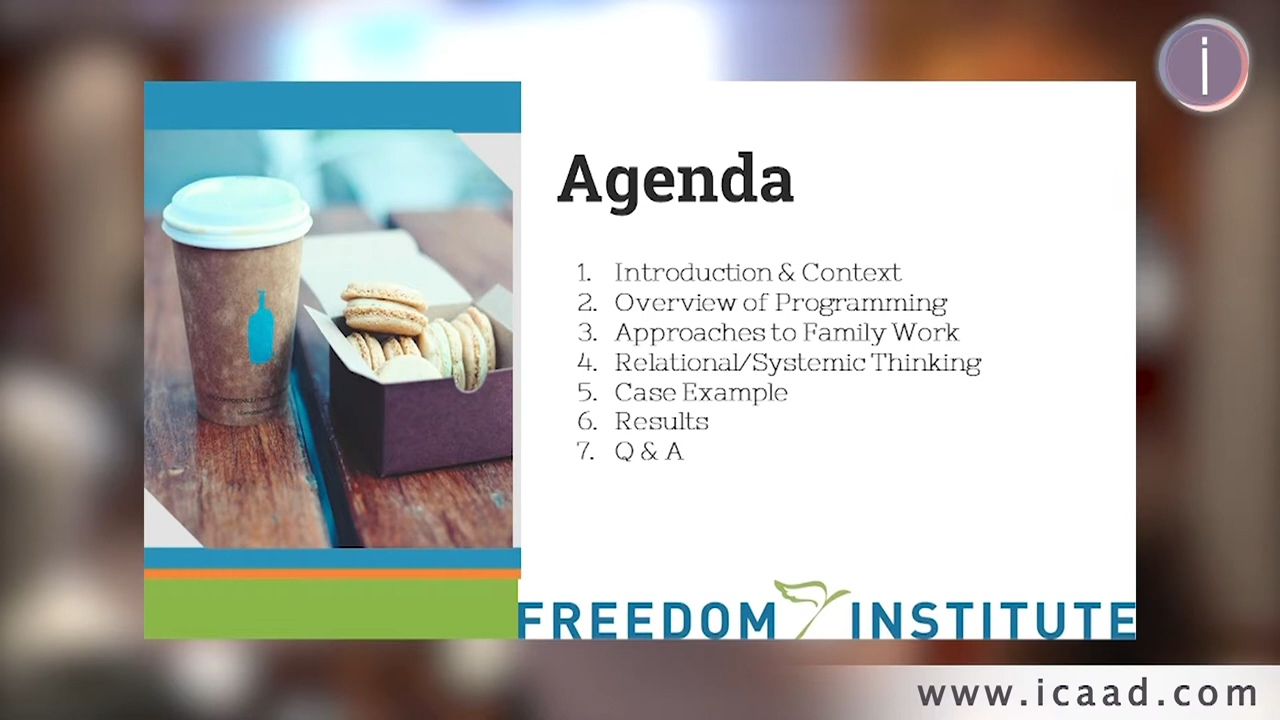 i
Agenda
1. Introduction & Context
2. Overview of Programming
3. Approaches to Family Work
4. Relational/Systemic Thinking
5. Case Example
6. Results
7. Q & A
FREEDOM INSTITUTE
www.icaad.com